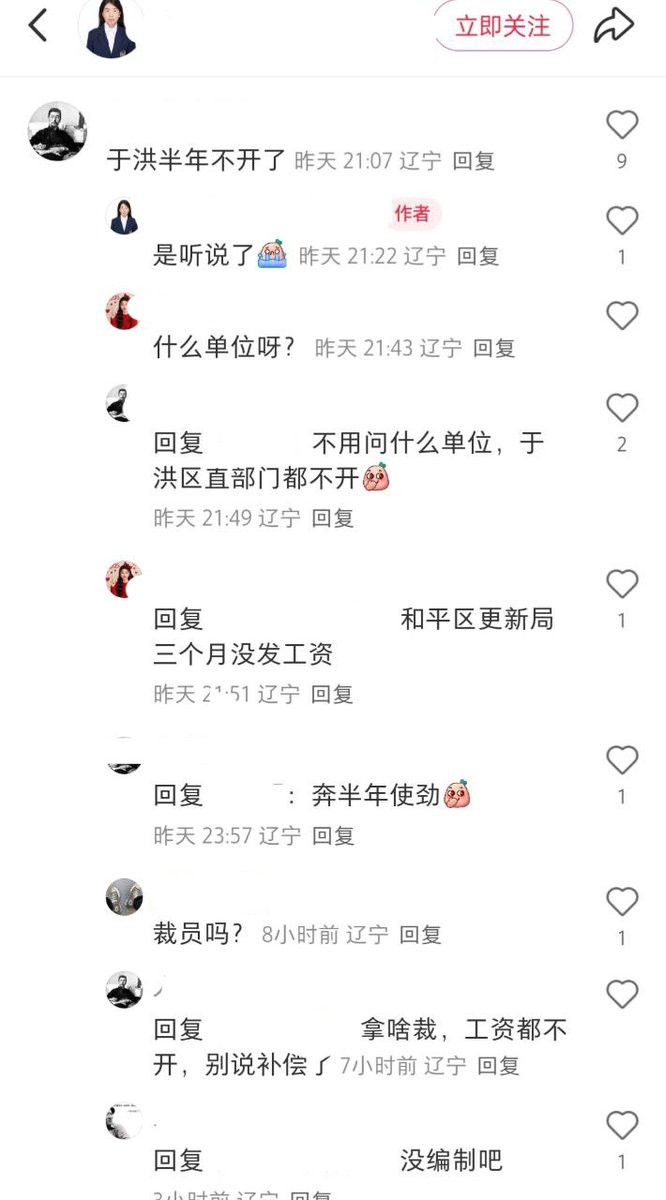 立即关注
于洪半年不开了 昨天 21:07 辽宁 回复
9
作者
是听说了 昨天 21:22 辽宁 回复
1
什么单位呀? 昨天 21:43 辽宁 回复
回复 不用问什么单位，于
洪区直部门都不开
2
昨天 21:49 辽宁 回复
回复 和平区更新局
三个月没发工资
1
昨天 21:51 辽宁 回复
回复 ：奔半年使劲
1
昨天 23:57 辽宁 回复
裁员吗? 8小时前 辽宁 回复
1
回复 拿啥裁，工资都不
开，别说补偿了 7小时前 辽宁 回复
回复 没编制吧
1
3小时前 辽宁 回复